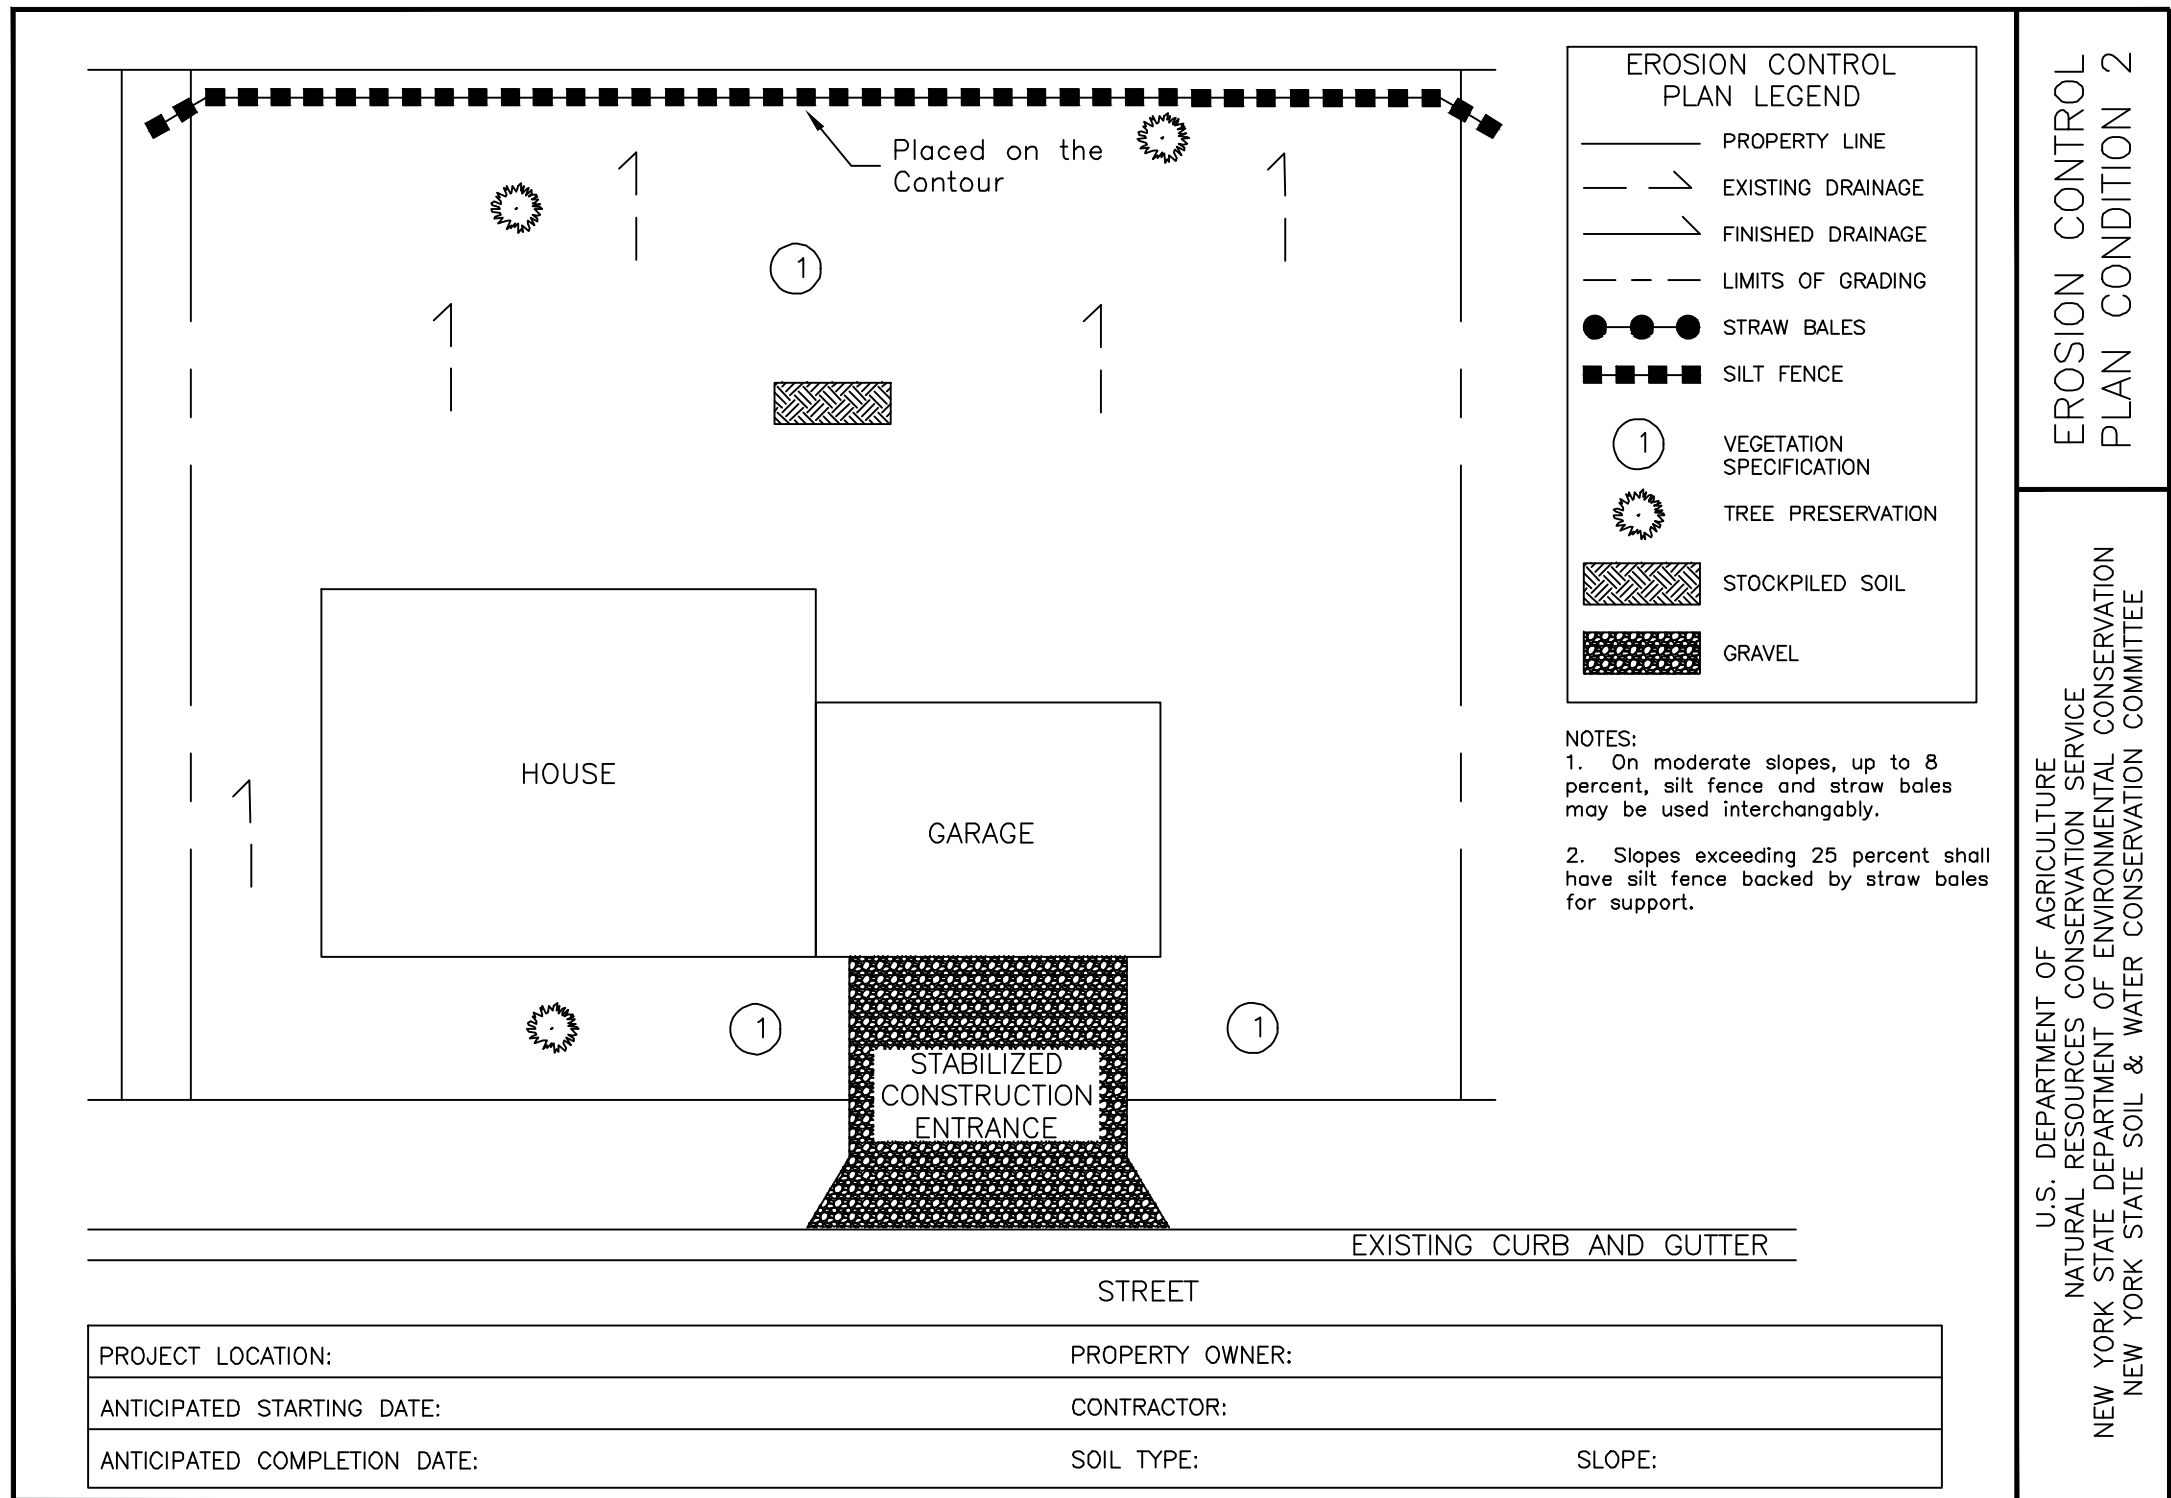 Placed on the
Contour
1
HOUSE
GARAGE
1
1
STABILIZED
CONSTRUCTION
ENTRANCE
EXISTING CURB AND GUTTER
STREET
EROSION CONTROL
PLAN LEGEND
PROPERTY LINE
EXISTING DRAINAGE
FINISHED DRAINAGE
LIMITS OF GRADING
STRAW BALES
SILT FENCE
1
VEGETATION
SPECIFICATION
TREE PRESERVATION
STOCKPILED SOIL
GRAVEL
NOTES:
1. On moderate slopes, up to 8
percent, silt fence and straw bales
may be used interchangably.
2. Slopes exceeding 25 percent shall
have silt fence backed by straw bales
for support.
PROJECT LOCATION: PROPERTY OWNER:
ANTICIPATED STARTING DATE: CONTRACTOR:
ANTICIPATED COMPLETION DATE: SOIL TYPE: SLOPE:
EROSION CONTROL
PLAN CONDITION 2
U.S. DEPARTMENT OF AGRICULTURE
NATURAL RESOURCES CONSERVATION SERVICE
NEW YORK STATE DEPARTMENT OF ENVIRONMENTAL CONSERVATION
NEW YORK STATE SOIL & WATER CONSERVATION COMMITTEE